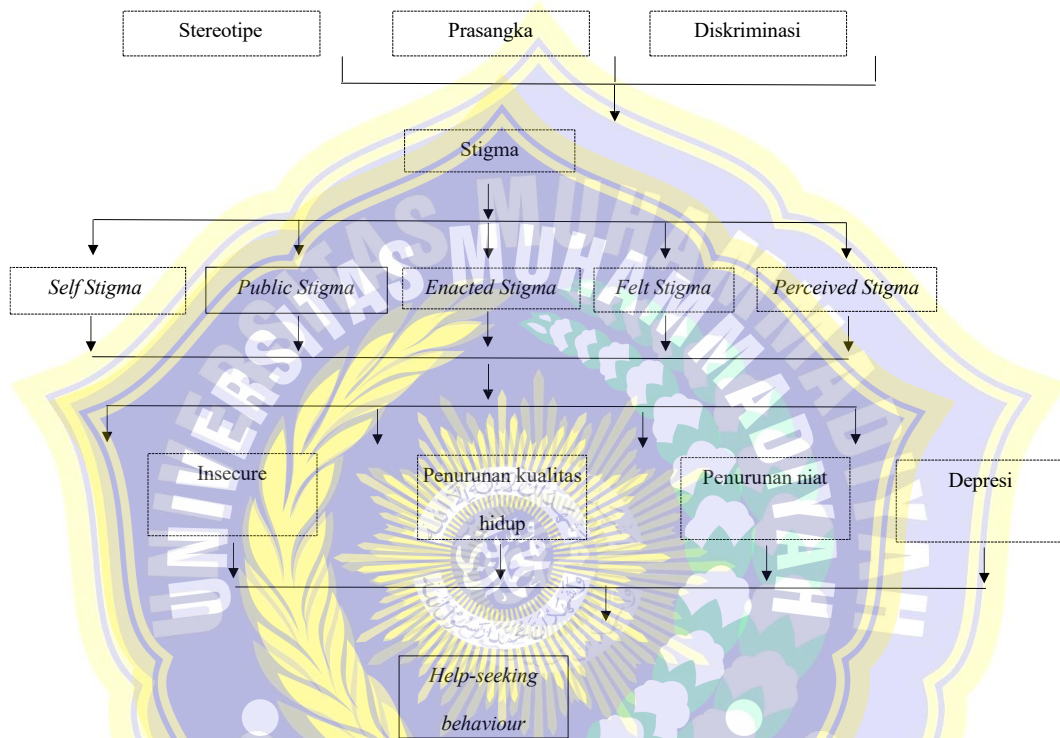 Stereotipe
Prasangka
Diskriminasi
Stigma
Self Stigma
Public Stigma
Enacted Stigma
Felt Stigma
Perceived Stigma
Insecure
Penurunan kualitas
hidup
Penurunan niat
Depresi
Help-seeking
behaviour
UNIVERSITAS MUHAMMADIYAH